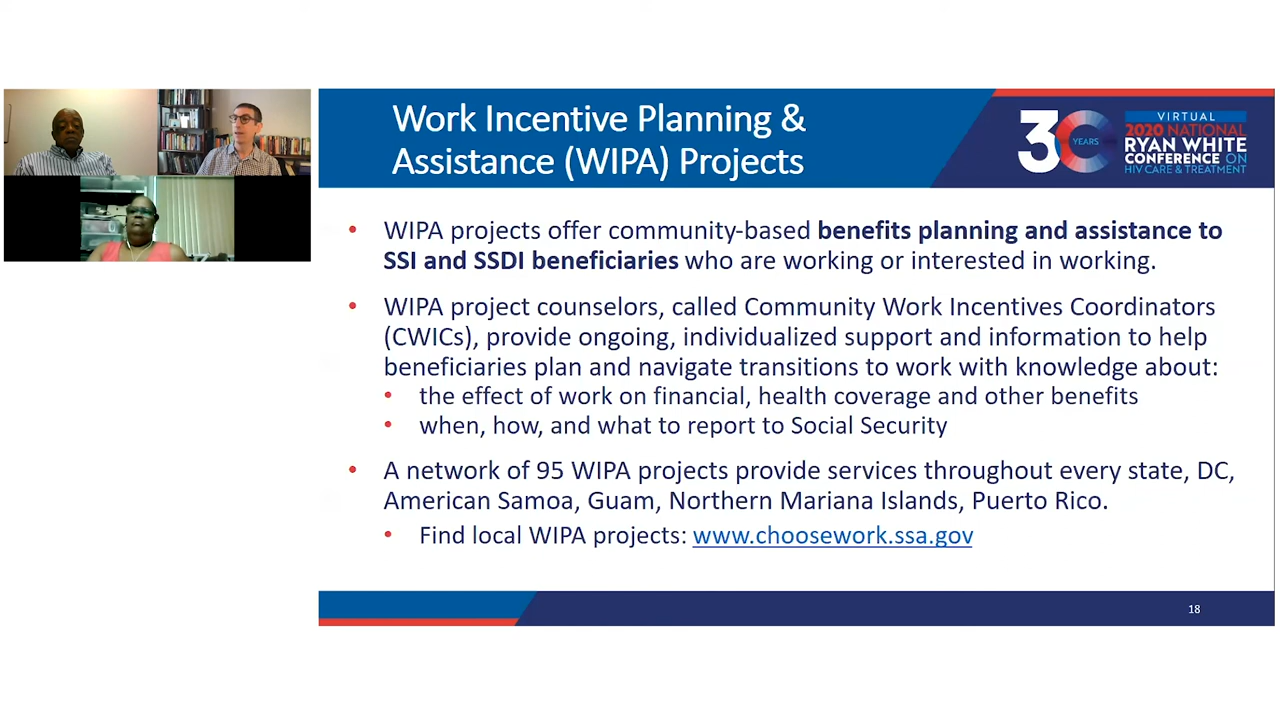 Work Incentive Planning &
Assistance (WIPA) Projects
30
YEARS
VIRTUAL
2020 NATIONAL
RYAN WHITE
CONFERENCE ON
HIV CARE & TREATMENT
• WIPA projects offer community-based benefits planning and assistance to
SSI and SSDI beneficiaries who are working or interested in working.
• WIPA project counselors, called Community Work Incentives Coordinators
(CWICs), provide ongoing, individualized support and information to help
beneficiaries plan and navigate transitions to work with knowledge about:
• the effect of work on financial, health coverage and other benefits
• when, how, and what to report to Social Security
• A network of 95 WIPA projects provide services throughout every state, DC,
American Samoa, Guam, Northern Mariana Islands, Puerto Rico.
• Find local WIPA projects: www.choosework.ssa.gov
18